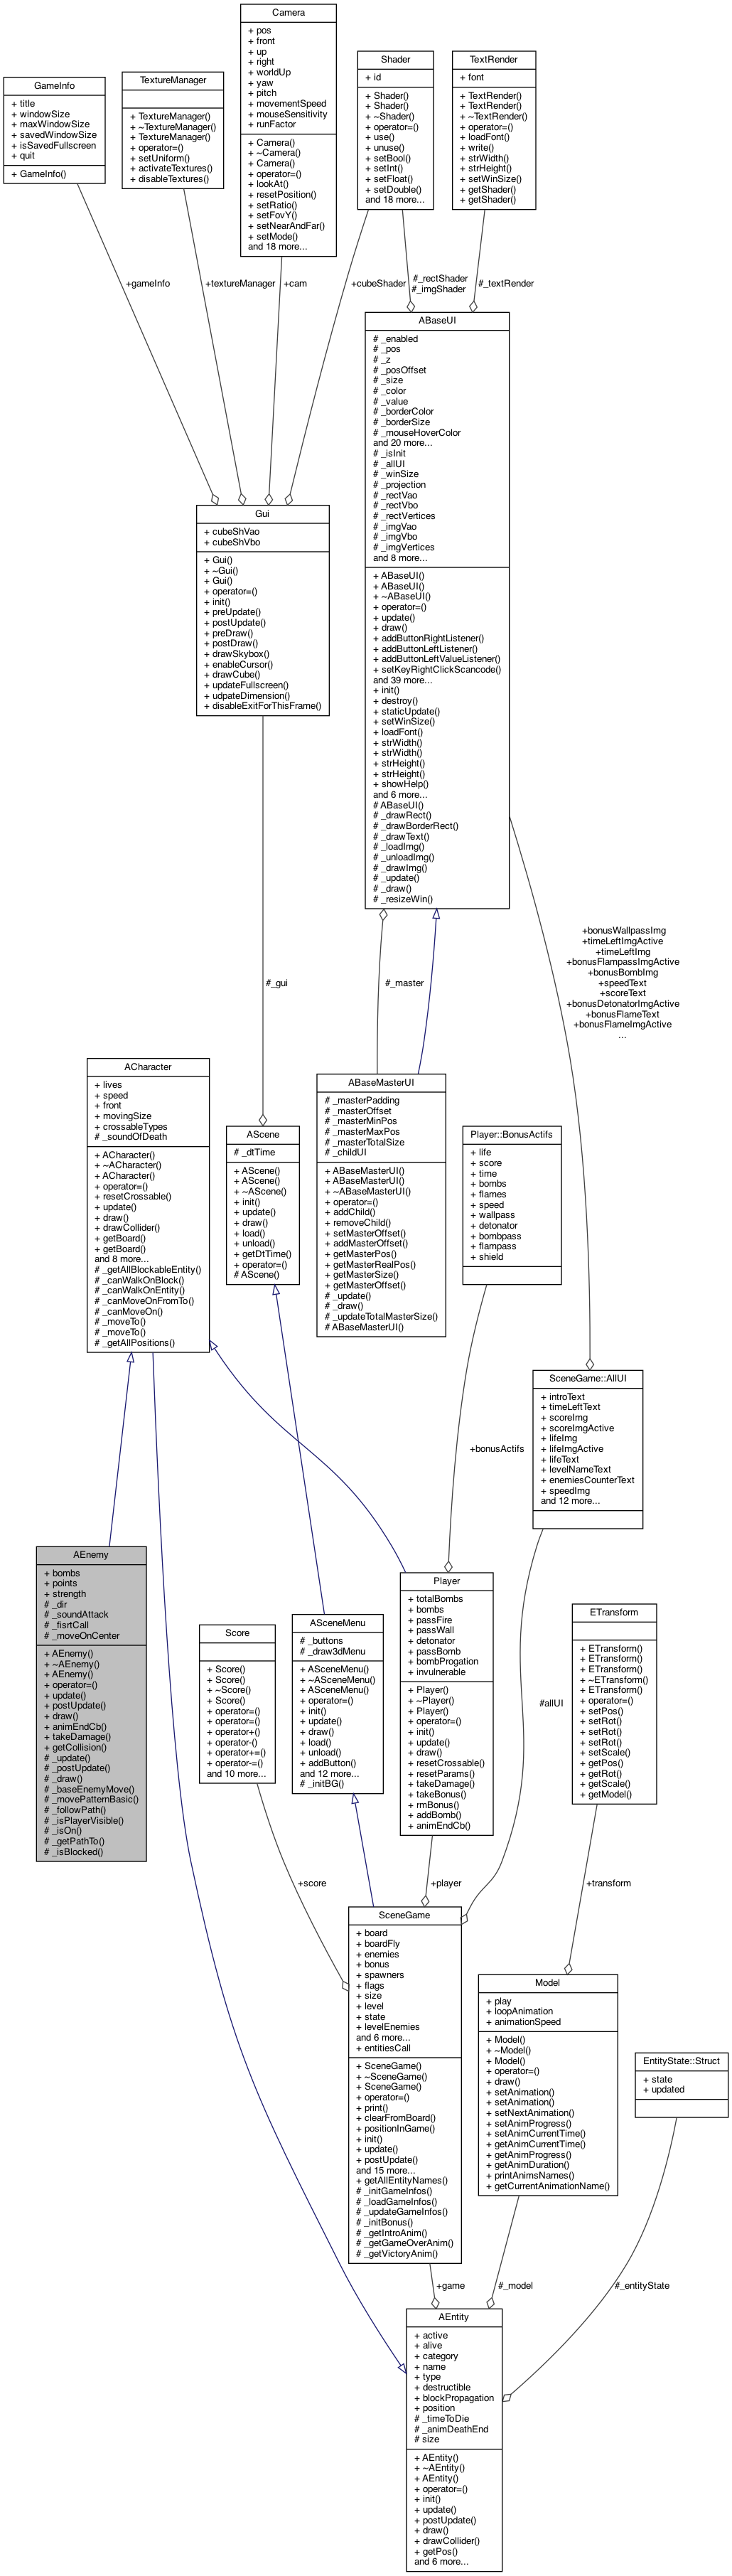 Camera
+ pos
+ front
+ up
+ right
+ worldUp
+ yaw
+ pitch
+ movementSpeed
+ mouseSensitivity
+ runFactor
+ Camera()
+ ~Camera()
+ Camera()
+ operator=()
+ lookAt()
+ resetPosition()
+ setRatio()
+ setFovY()
+ setNearAndFar()
+ setMode()
and 18 more...
Shader
+ id
+ Shader()
+ Shader()
+ ~Shader()
+ operator=()
+ use()
+ unuse()
+ setBool()
+ setInt()
+ setFloat()
+ setDouble()
and 18 more...
TextRender
+ font
+ TextRender()
+ TextRender()
+ ~TextRender()
+ operator=()
+ loadFont()
+ write()
+ strWidth()
+ strHeight()
+ setWinSize()
+ getShader()
+ getShader()
GameInfo
+ title
+ windowSize
+ maxWindowSize
+ savedWindowSize
+ isSavedFullscreen
+ quit
+ GameInfo()
TextureManager
+ TextureManager()
+ ~TextureManager()
+ TextureManager()
+ operator=()
+ setUniform()
+ activateTextures()
+ disableTextures()
+gameInfo
+textureManager
+cam
+cubeShader
#_rectShader
#_imgShader
#_textRender
ABaseUI
# _enabled
# _pos
# _z
# _posOffset
# _size
# _color
# _value
# _borderColor
# _borderSize
# _mouseHoverColor
and 20 more...
# _isInit
# _allUI
# _winSize
# _projection
# _rectVao
# _rectVbo
# _rectVertices
# _imgVao
# _imgVbo
# _imgVertices
and 8 more...
+ ABaseUI()
+ ABaseUI()
+ ~ABaseUI()
+ operator=()
+ update()
+ draw()
+ addButtonRightListener()
+ addButtonLeftListener()
+ addButtonLeftValueListener()
+ setKeyRightClickScancode()
and 39 more...
+ init()
+ destroy()
+ staticUpdate()
+ setWinSize()
+ loadFont()
+ strWidth()
+ strWidth()
+ strHeight()
+ strHeight()
+ showHelp()
and 6 more...
# ABaseUI()
# _drawRect()
# _drawBorderRect()
# _drawText()
# _loadImg()
# _unloadImg()
# _drawImg()
# _update()
# _draw()
# _resizeWin()
Gui
+ cubeShVao
+ cubeShVbo
+ Gui()
+ ~Gui()
+ Gui()
+ operator=()
+ init()
+ preUpdate()
+ postUpdate()
+ preDraw()
+ postDraw()
+ drawSkybox()
+ enableCursor()
+ drawCube()
+ updateFullscreen()
+ udpateDimension()
+ disableExitForThisFrame()
#_gui
#_master
+bonusWallpassImg
+timeLeftImgActive
+timeLeftImg
+bonusFlampassImgActive
+bonusBombImg
+speedText
+scoreText
+bonusDetonatorImgActive
+bonusFlameText
+bonusFlameImgActive
...
ACharacter
+ lives
+ speed
+ front
+ movingSize
+ crossableTypes
# _soundOfDeath
+ ACharacter()
+ ~ACharacter()
+ ACharacter()
+ operator=()
+ resetCrossable()
+ update()
+ draw()
+ drawCollider()
+ getBoard()
+ getBoard()
and 8 more...
# _getAllBlockableEntity()
# _canWalkOnBlock()
# _canWalkOnEntity()
# _canMoveOnFromTo()
# _canMoveOn()
# _moveTo()
# _moveTo()
# _getAllPositions()
AScene
# _dtTime
+ AScene()
+ AScene()
+ ~AScene()
+ init()
+ update()
+ draw()
+ load()
+ unload()
+ getDtTime()
+ operator=()
# AScene()
ABaseMasterUI
# _masterPadding
# _masterOffset
# _masterMinPos
# _masterMaxPos
# _masterTotalSize
# _childUI
+ ABaseMasterUI()
+ ABaseMasterUI()
+ ~ABaseMasterUI()
+ operator=()
+ addChild()
+ removeChild()
+ setMasterOffset()
+ addMasterOffset()
+ getMasterPos()
+ getMasterRealPos()
+ getMasterSize()
+ getMasterOffset()
# _update()
# _draw()
# _updateTotalMasterSize()
# ABaseMasterUI()
Player::BonusActifs
+ life
+ score
+ time
+ bombs
+ flames
+ speed
+ wallpass
+ detonator
+ bombpass
+ flampass
+ shield
SceneGame::AllUI
+ introText
+ timeLeftText
+ scoreImg
+ scoreImgActive
+ lifeImg
+ lifeImgActive
+ lifeText
+ levelNameText
+ enemiesCounterText
+ speedImg
and 12 more...
+bonusActifs
AEnemy
+ bombs
+ points
+ strength
# _dir
# _soundAttack
# _fisrtCall
# _moveOnCenter
+ AEnemy()
+ ~AEnemy()
+ AEnemy()
+ operator=()
+ update()
+ postUpdate()
+ draw()
+ animEndCb()
+ takeDamage()
+ getCollision()
# _update()
# _postUpdate()
# _draw()
# _baseEnemyMove()
# _movePatternBasic()
# _followPath()
# _isPlayerVisible()
# _isOn()
# _getPathTo()
# _isBlocked()
Score
+ Score()
+ Score()
+ ~Score()
+ Score()
+ operator=()
+ operator=()
+ operator+()
+ operator-()
+ operator+=()
+ operator-=()
and 10 more...
ASceneMenu
# _buttons
# _draw3dMenu
+ ASceneMenu()
+ ~ASceneMenu()
+ ASceneMenu()
+ operator=()
+ init()
+ update()
+ draw()
+ load()
+ unload()
+ addButton()
and 12 more...
# _initBG()
Player
+ totalBombs
+ bombs
+ passFire
+ passWall
+ detonator
+ passBomb
+ bombProgation
+ invulnerable
+ Player()
+ ~Player()
+ Player()
+ operator=()
+ init()
+ update()
+ draw()
+ resetCrossable()
+ resetParams()
+ takeDamage()
+ takeBonus()
+ rmBonus()
+ addBomb()
+ animEndCb()
#allUI
ETransform
+ ETransform()
+ ETransform()
+ ETransform()
+ ~ETransform()
+ ETransform()
+ operator=()
+ setPos()
+ setRot()
+ setRot()
+ setRot()
+ setScale()
+ getPos()
+ getRot()
+ getScale()
+ getModel()
+score
+player
+transform
SceneGame
+ board
+ boardFly
+ enemies
+ bonus
+ spawners
+ flags
+ size
+ level
+ state
+ levelEnemies
and 6 more...
+ entitiesCall
+ SceneGame()
+ ~SceneGame()
+ SceneGame()
+ operator=()
+ print()
+ clearFromBoard()
+ positionInGame()
+ init()
+ update()
+ postUpdate()
and 15 more...
+ getAllEntityNames()
# _initGameInfos()
# _loadGameInfos()
# _updateGameInfos()
# _initBonus()
# _getIntroAnim()
# _getGameOverAnim()
# _getVictoryAnim()
Model
+ play
+ loopAnimation
+ animationSpeed
+ Model()
+ ~Model()
+ Model()
+ operator=()
+ draw()
+ setAnimation()
+ setAnimation()
+ setNextAnimation()
+ setAnimProgress()
+ setAnimCurrentTime()
+ getAnimCurrentTime()
+ getAnimProgress()
+ getAnimDuration()
+ printAnimsNames()
+ getCurrentAnimationName()
EntityState::Struct
+ state
+ updated
+game
#_model
#_entityState
AEntity
+ active
+ alive
+ category
+ name
+ type
+ destructible
+ blockPropagation
+ position
# _timeToDie
# _animDeathEnd
# size
+ AEntity()
+ ~AEntity()
+ AEntity()
+ operator=()
+ init()
+ update()
+ postUpdate()
+ draw()
+ drawCollider()
+ getPos()
and 6 more...